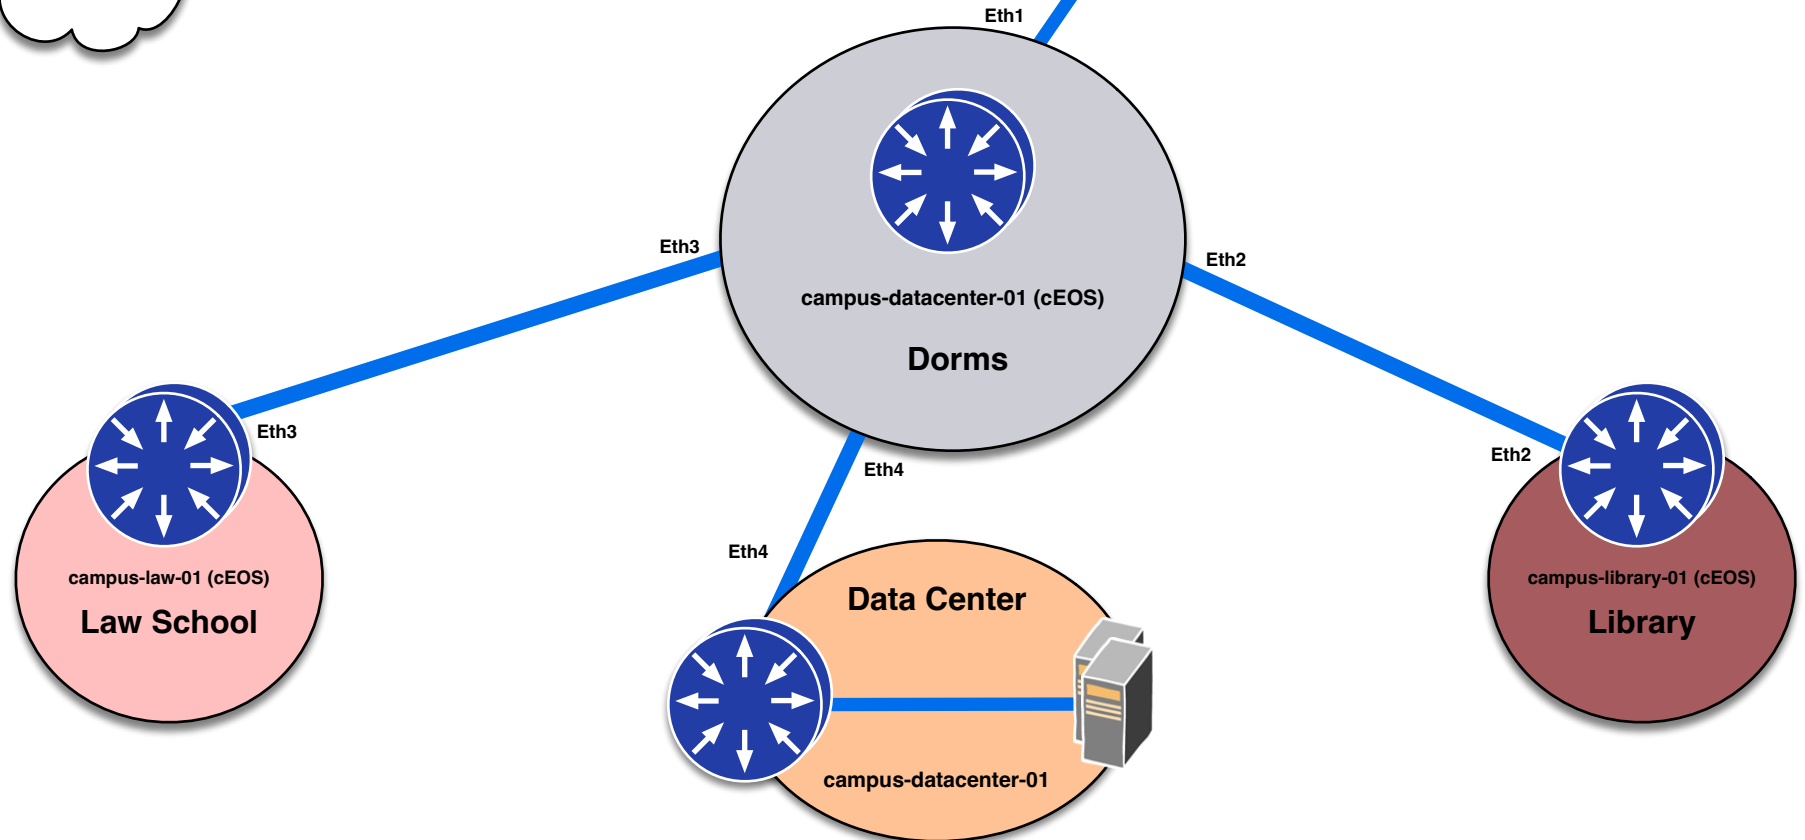 Eth1
Eth3
Eth2
campus-datacenter-01 (cEOS)
Dorms
Eth3
Eth4
Eth2
Eth4
campus-law-01 (cEOS)
Law School
Data Center
campus-library-01 (cEOS)
Library
campus-datacenter-01